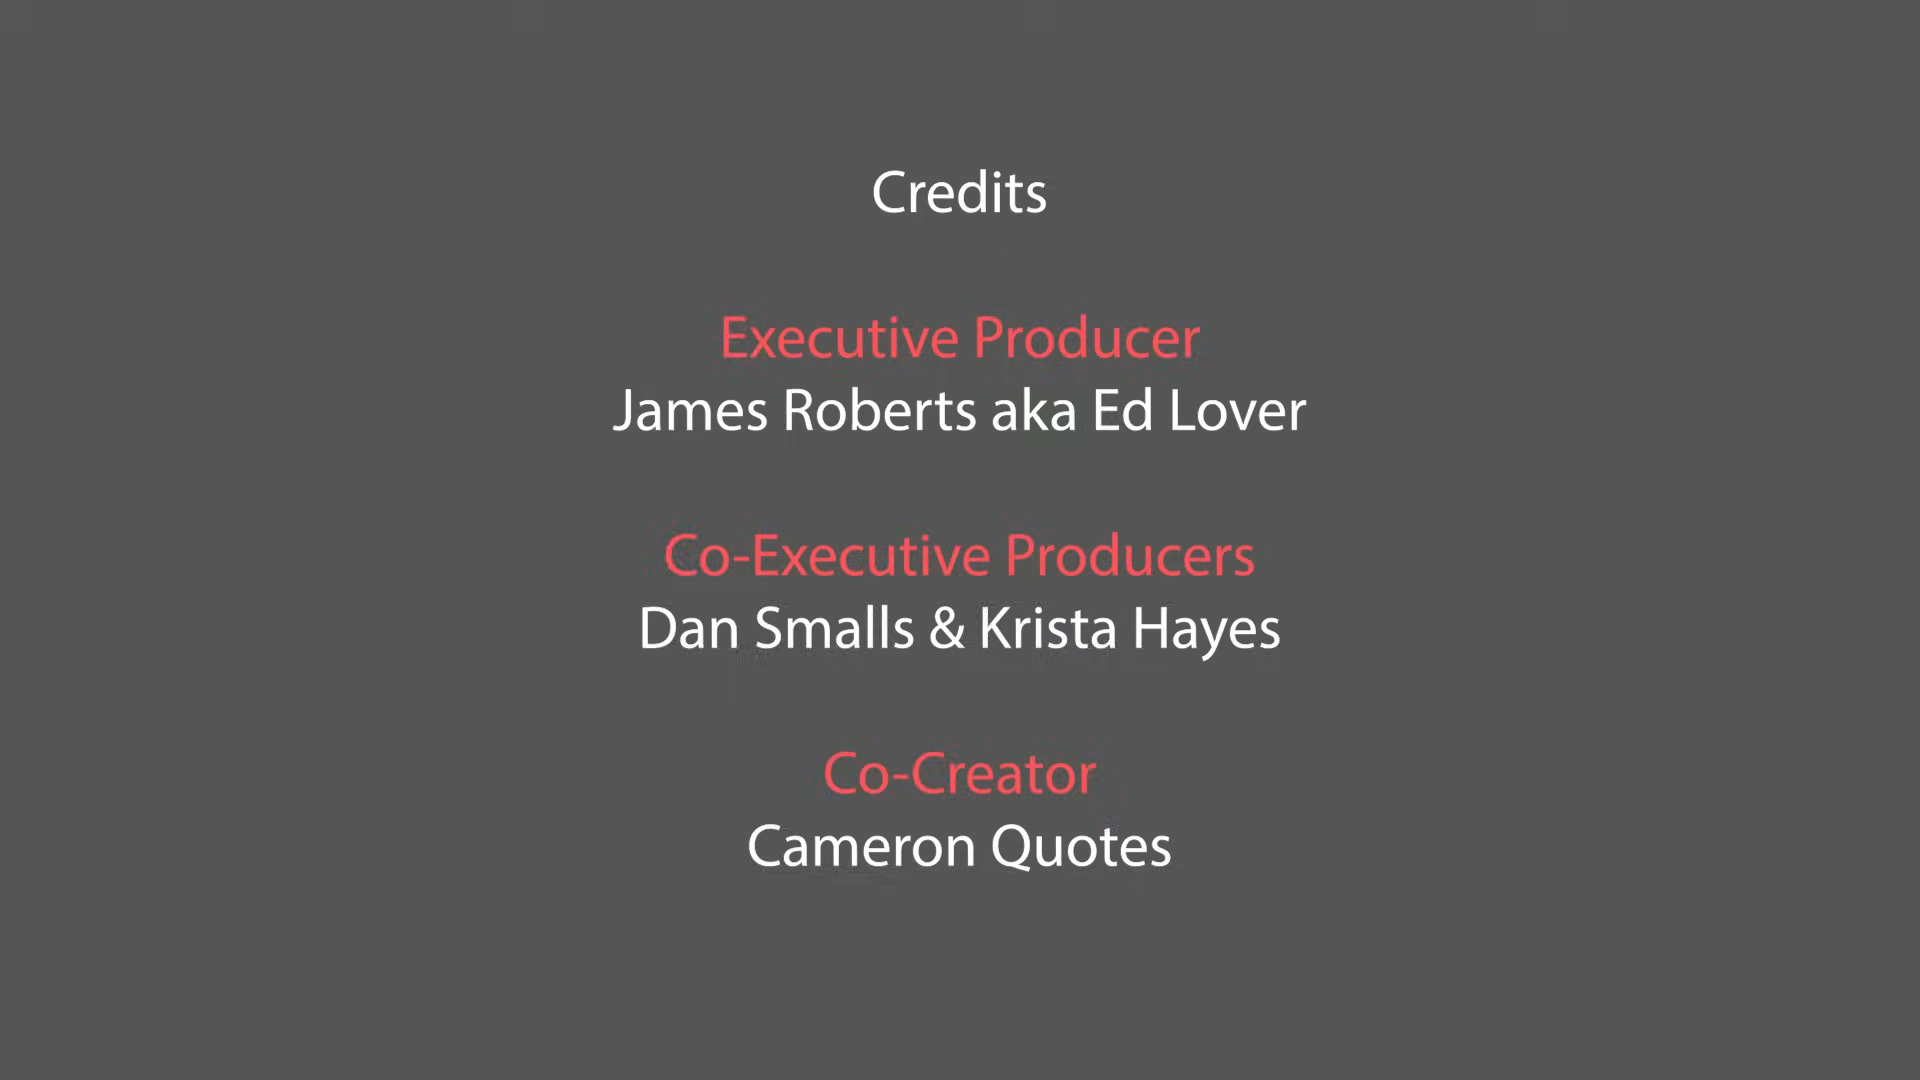 Credits
Executive Producer
James Roberts aka Ed Lover
Co-Executive Producers
Dan Smalls & Krista Hayes
Co-Creator
Cameron Quotes